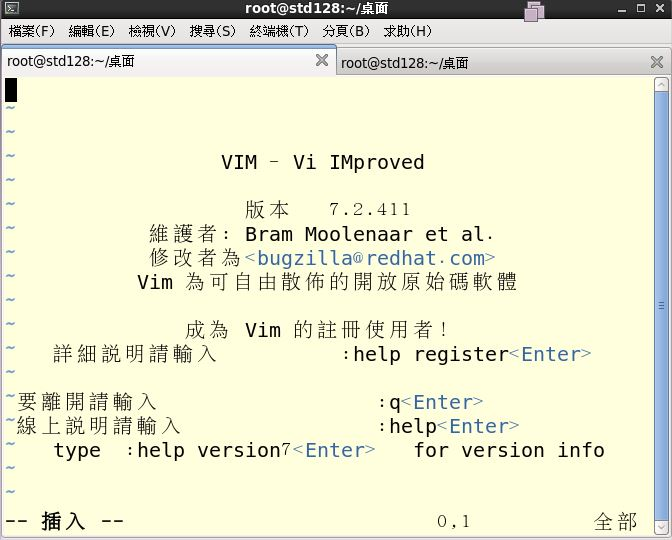 root@std128:~/桌面
檔案(F) 編輯(E) 檢視(V) 搜尋(S) 終端機(T) 分頁(B) 求助(H)
root@std128:~/桌面 root@std128:~/桌面
~
~
~
~ VIM - Vi IMproved
~
~ 版本 7.2.411
~ 維護者: Bram Moolenaar et al.
~ 修改者為<bugzilla@redhat.com>
~ Vim 為可自由散佈的開放原始碼軟體
~
~ 成為 Vim 的註冊使用者!
~ 詳細說明請輸入 :help register<Enter>
~
~ 要離開請輸入 :q<Enter>
~ 線上說明請輸入 :help<Enter>
~ type :help version7<Enter> for version info
~
~
-- 插入 -- 0,1 全部